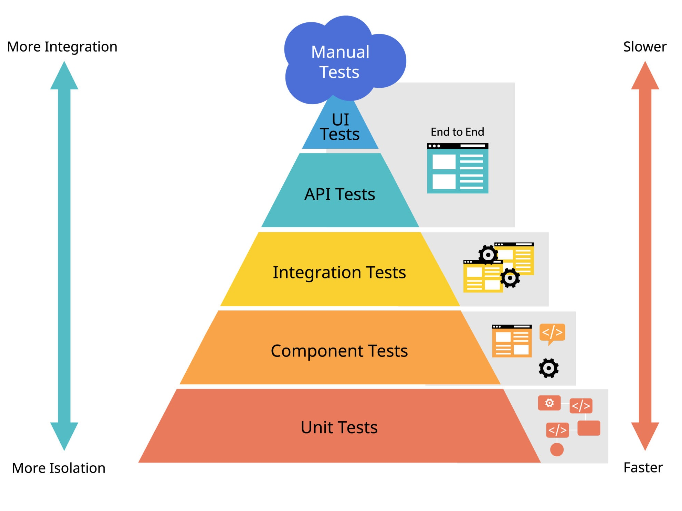 More Integration
Manual
Tests
Slower
UI
Tests
End to End
API Tests
Integration Tests
</>
Component Tests
</>
</>
Unit Tests
More Isolation
Faster